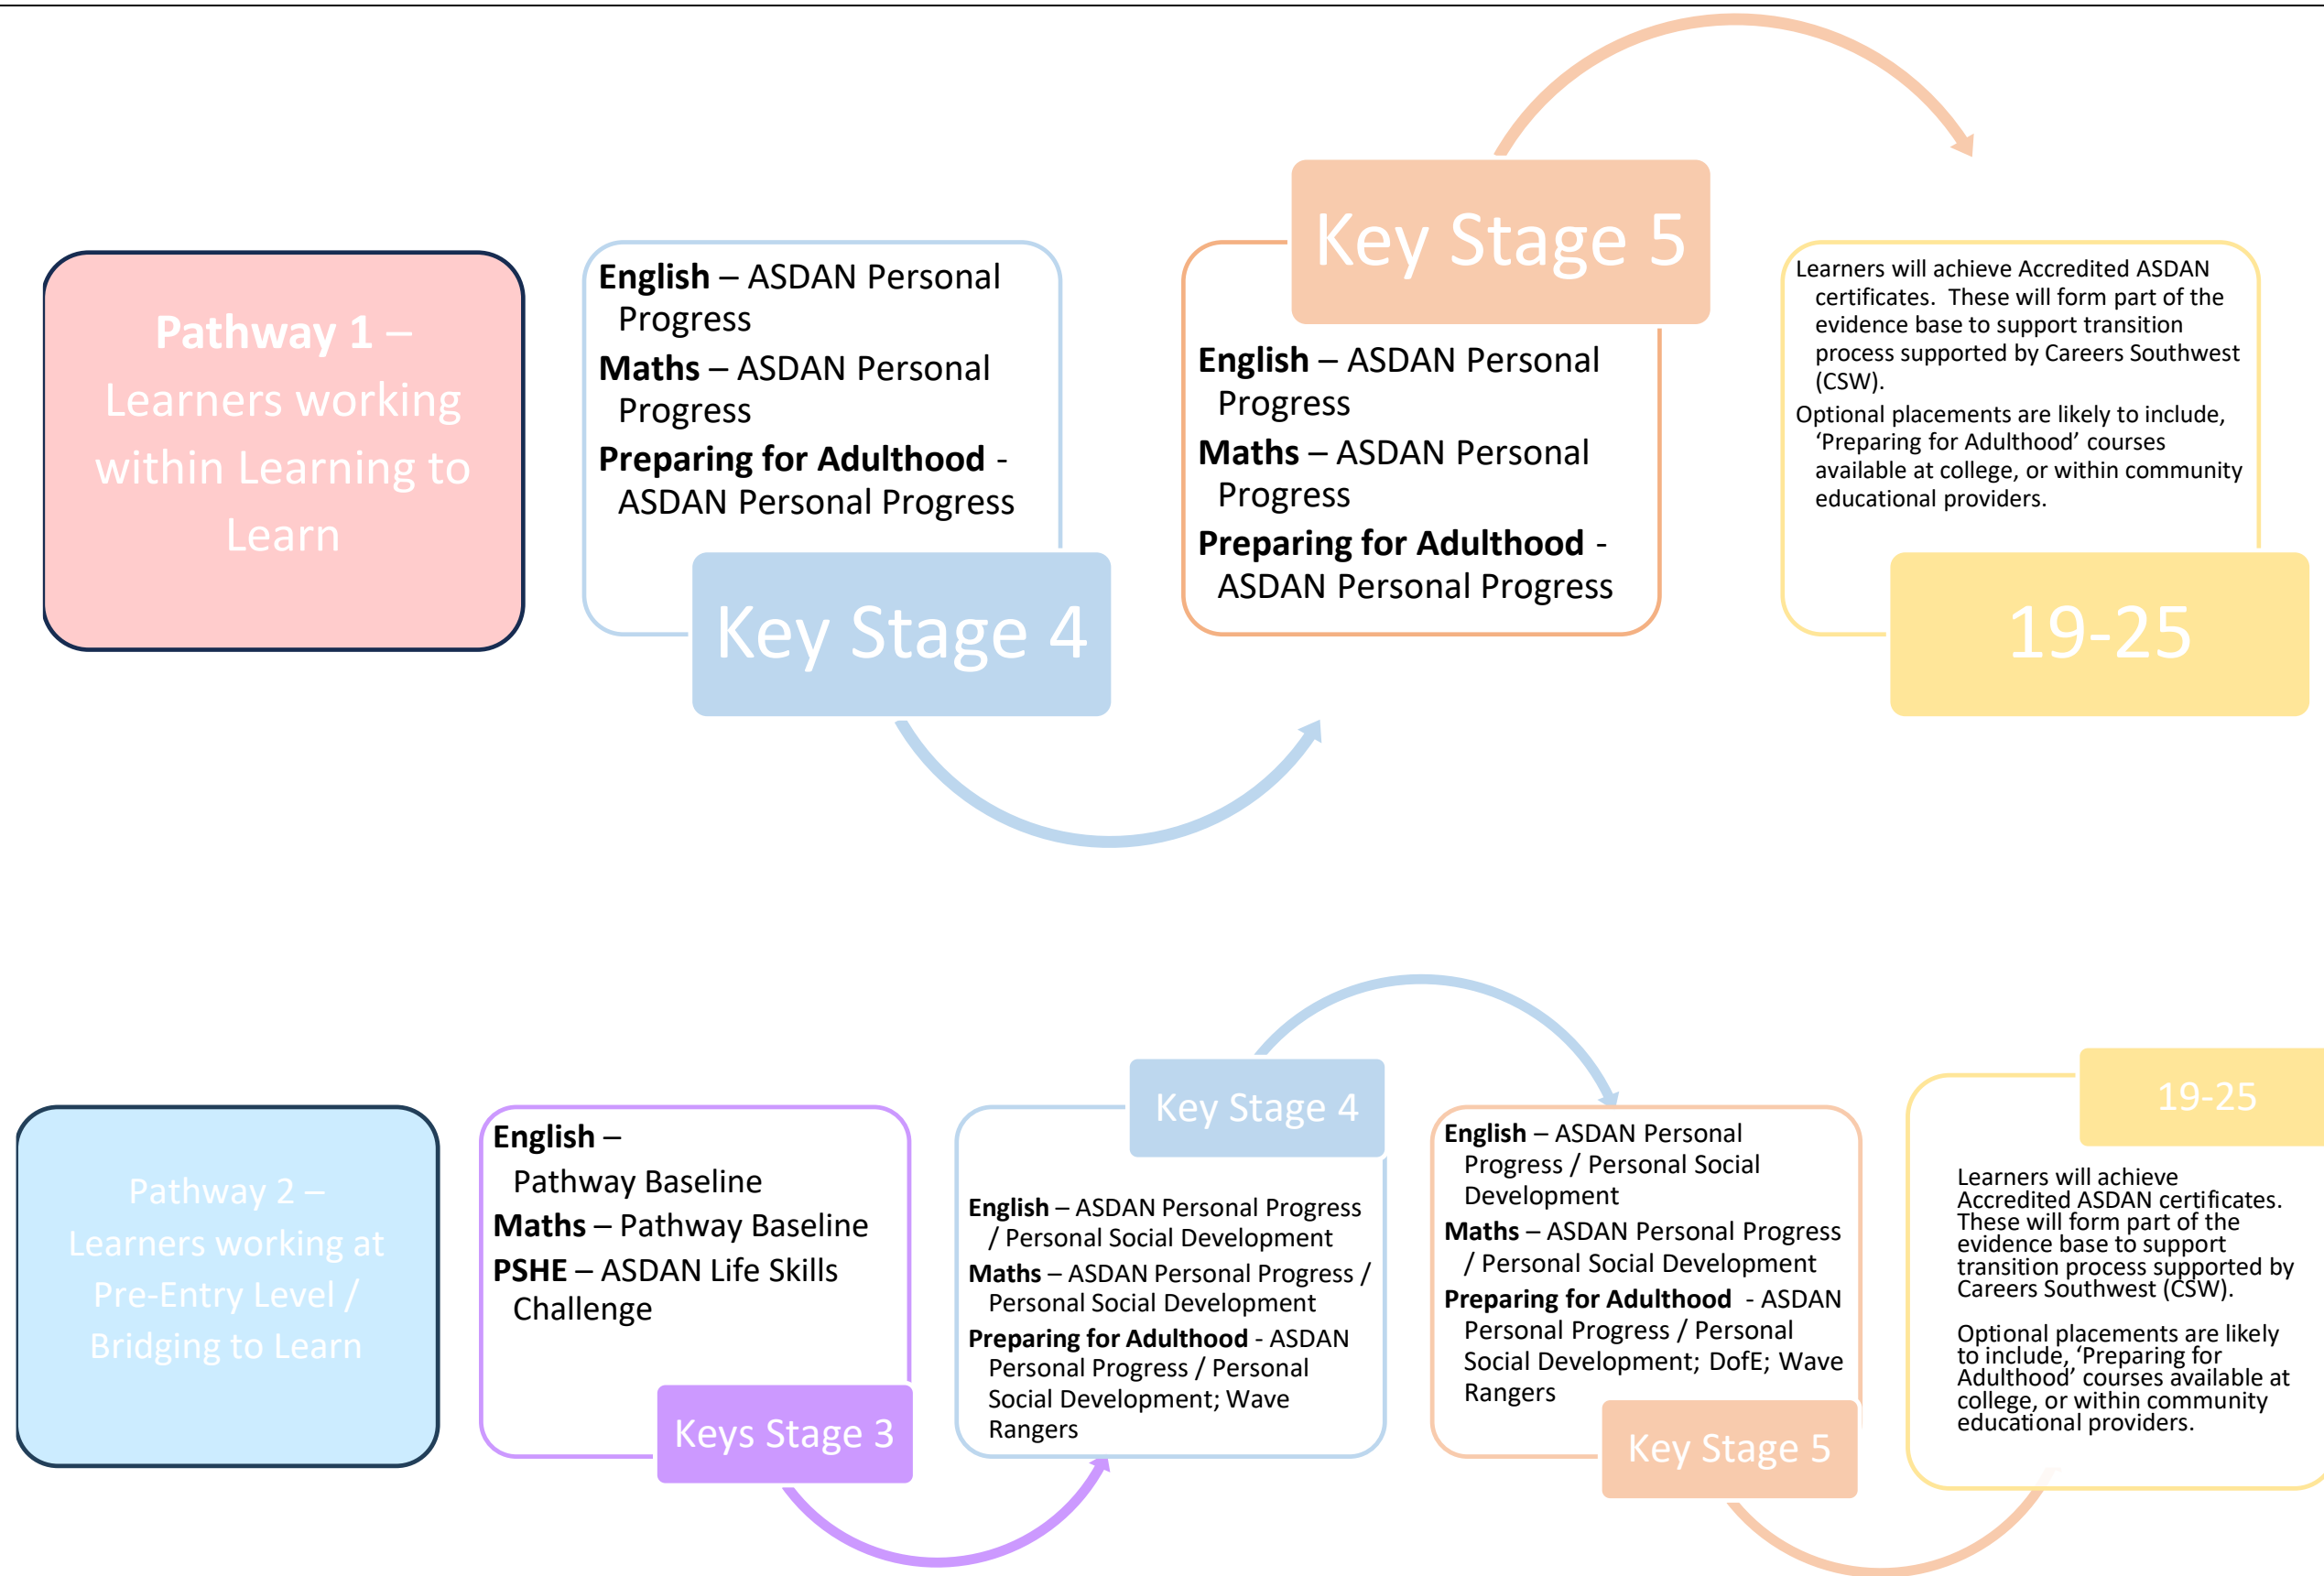 Pathway 1 –
Learners working
within Learning to
Learn
English – ASDAN Personal
Progress
Maths – ASDAN Personal
Progress
Preparing for Adulthood -
ASDAN Personal Progress
Key Stage 4
Key Stage 5
English – ASDAN Personal
Progress
Maths – ASDAN Personal
Progress
Preparing for Adulthood -
ASDAN Personal Progress
Learners will achieve Accredited ASDAN
certificates.  These will form part of the
evidence base to support transition
process supported by Careers Southwest
(CSW).
Optional placements are likely to include,
‘Preparing for Adulthood’ courses
available at college, or within community
educational providers.
19-25
Pathway 2 –
Learners working at
Pre-Entry Level /
Bridging to Learn
English –
Pathway Baseline
Maths – Pathway Baseline
PSHE – ASDAN Life Skills
Challenge
Keys Stage 3
Key Stage 4
English – ASDAN Personal Progress
/ Personal Social Development
Maths – ASDAN Personal Progress /
Personal Social Development
Preparing for Adulthood - ASDAN
Personal Progress / Personal
Social Development; Wave
Rangers
English – ASDAN Personal
Progress / Personal Social
Development
Maths – ASDAN Personal Progress
/ Personal Social Development
Preparing for Adulthood  - ASDAN
Personal Progress / Personal
Social Development; DofE; Wave
Rangers
Key Stage 5
19-25
Learners will achieve
Accredited ASDAN certificates.
These will form part of the
evidence base to support
transition process supported by
Careers Southwest (CSW).
Optional placements are likely
to include, ‘Preparing for
Adulthood’ courses available at
college, or within community
educational providers.